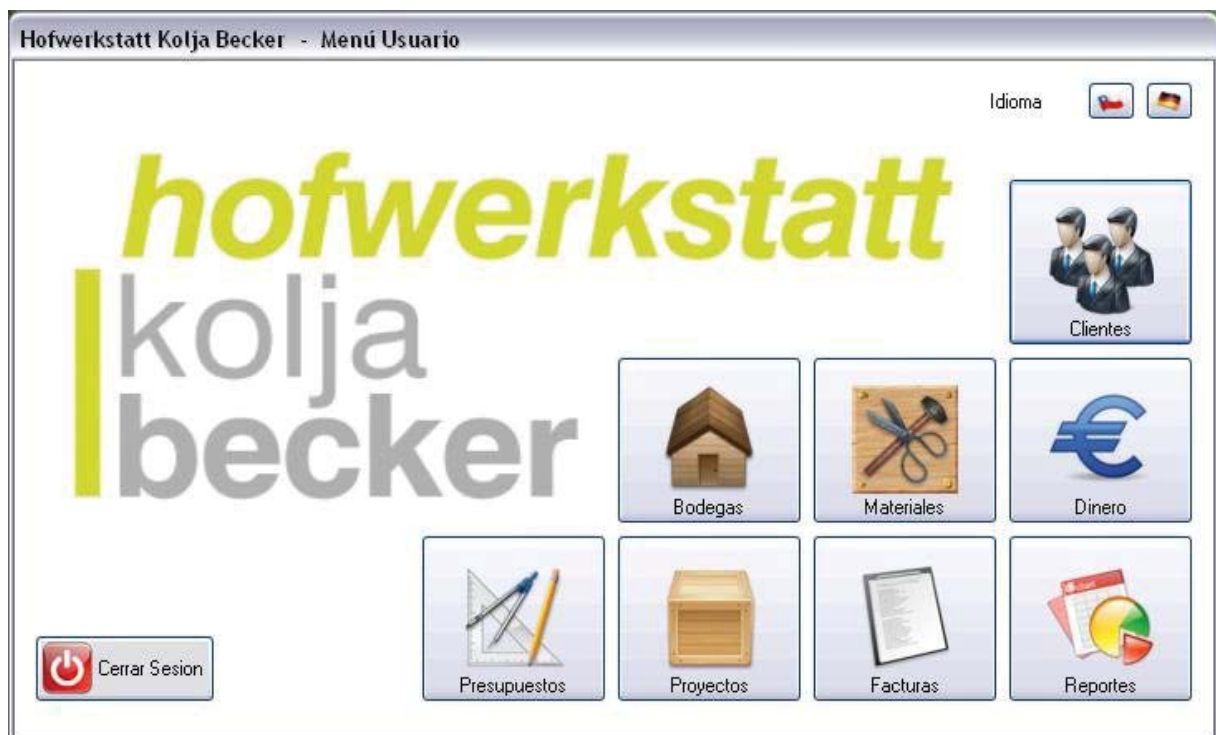 Hofwerkstatt Kolja Becker - Menú Usuario
Idioma
hofwerkstatt
kolja
becker
Clientes
Bodegas
Materiales
Dinero
Presupuestos
Proyectos
Facturas
Reportes
Cerrar Sesion